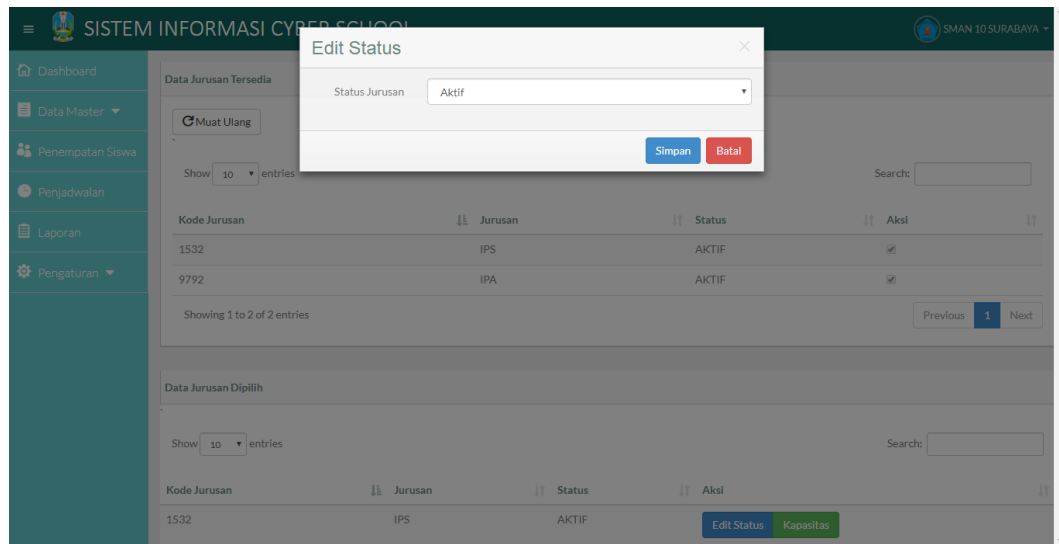 SISTEM INFORMASI CYBER SCHOOL
SMAN 10 SURABAYA
Edit Status
Status Jurusan Aktif
Simpan Batal
Dashboard
Data Master
Penempatan Siswa
Penjadwalan
Laporan
Pengaturan
Data Jurusan Tersedia
Muat Ulang
Show 10 entries Search:
Kode Jurusan Jurusan Status Aksi
1532 IPS AKTIF
9792 IPA AKTIF
Showing 1 to 2 of 2 entries Previous 1 Next
Data Jurusan Dipilih
Show 10 entries Search:
Kode Jurusan Jurusan Status Aksi
1532 IPS AKTIF Edit Status Kapasitas